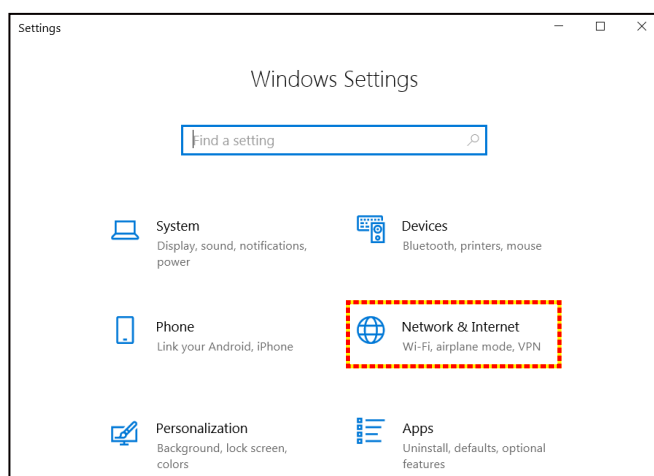 Settings
Windows Settings
Find a setting
System
Display, sound, notifications,
power
Devices
Bluetooth, printers, mouse
Phone
Link your Android, iPhone
Network & Internet
Wi-Fi, airplane mode, VPN
Personalization
Background, lock screen,
colors
Apps
Uninstall, defaults, optional
features